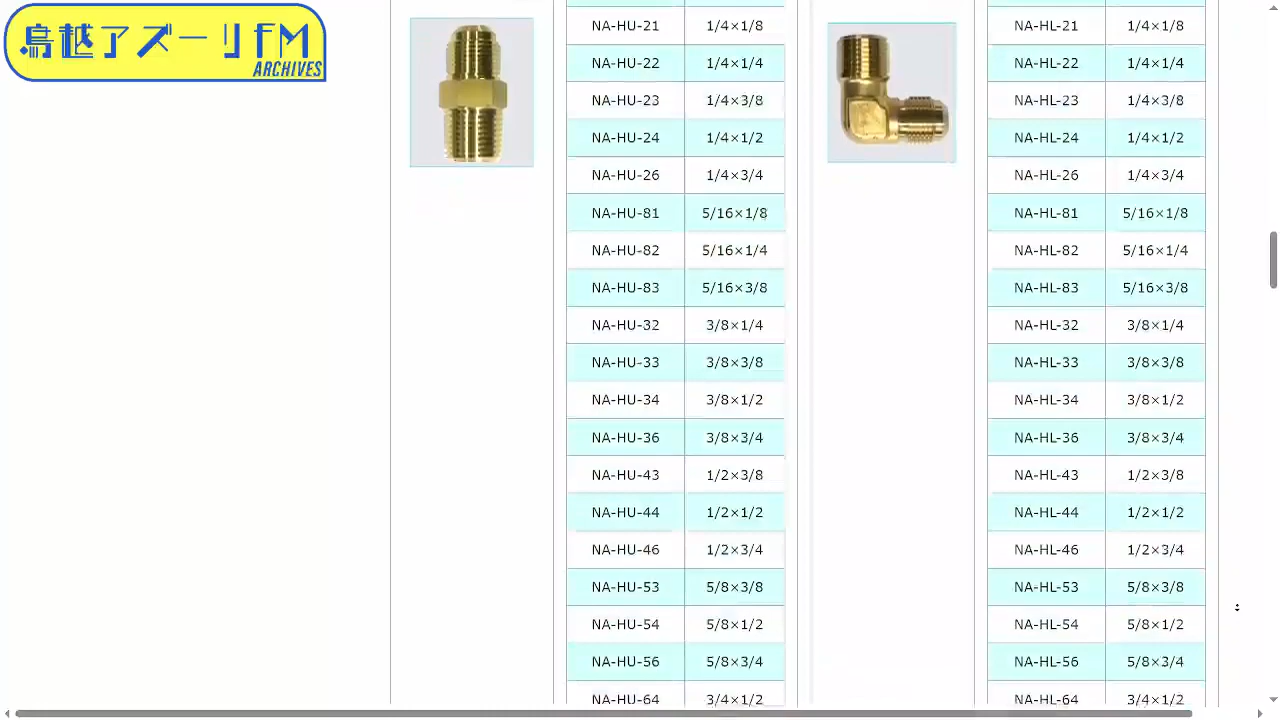 鳥越アズーリFM
ARCHIVES
NA-HU-21 1/4×1/8 NA-HL-21 1/4×1/8
NA-HU-22 1/4×1/4 NA-HL-22 1/4×1/4
NA-HU-23 1/4×3/8 NA-HL-23 1/4×3/8
NA-HU-24 1/4×1/2 NA-HL-24 1/4×1/2
NA-HU-26 1/4×3/4 NA-HL-26 1/4×3/4
NA-HU-81 5/16×1/8 NA-HL-81 5/16×1/8
NA-HU-82 5/16×1/4 NA-HL-82 5/16×1/4
NA-HU-83 5/16×3/8 NA-HL-83 5/16×3/8
NA-HU-32 3/8×1/4 NA-HL-32 3/8×1/4
NA-HU-33 3/8×3/8 NA-HL-33 3/8×3/8
NA-HU-34 3/8×1/2 NA-HL-34 3/8×1/2
NA-HU-36 3/8×3/4 NA-HL-36 3/8×3/4
NA-HU-43 1/2×3/8 NA-HL-43 1/2×3/8
NA-HU-44 1/2×1/2 NA-HL-44 1/2×1/2
NA-HU-46 1/2×3/4 NA-HL-46 1/2×3/4
NA-HU-53 5/8×3/8 NA-HL-53 5/8×3/8
NA-HU-54 5/8×1/2 NA-HL-54 5/8×1/2
NA-HU-56 5/8×3/4 NA-HL-56 5/8×3/4
NA-HU-64 3/4×1/2 NA-HL-64 3/4×1/2